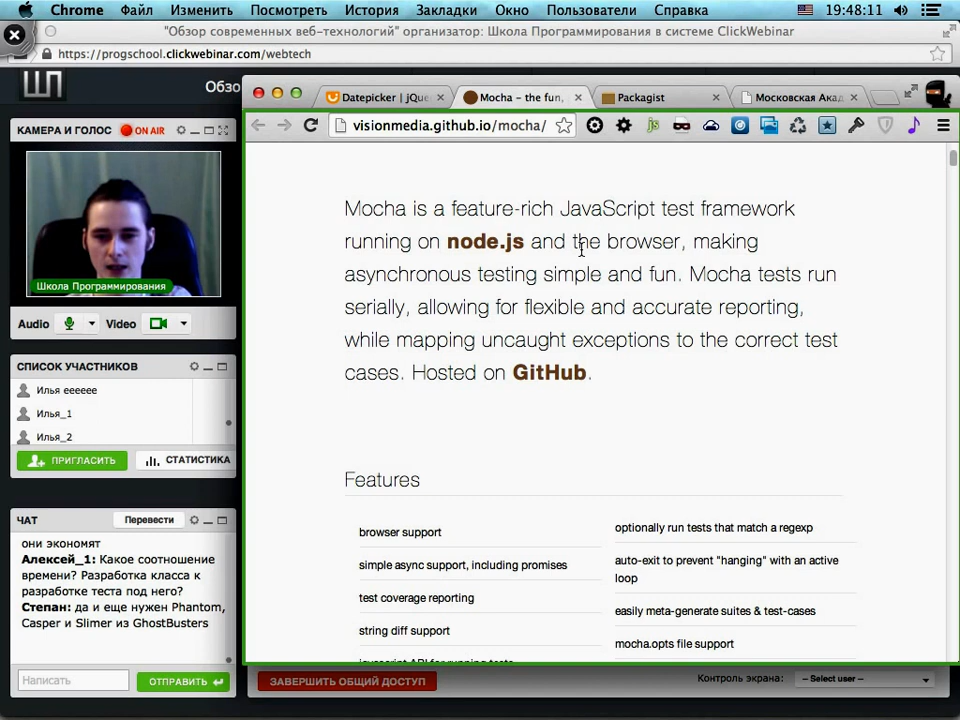 Chrome Файл Изменить Просмотреть История Закладки Окно Пользователи Справка 19:48:11
"Обзор современных веб-технологий" организатор: Школа Программирования в системе ClickWebinar
https://progschool.clickwebinar.com/webtech
ШП Обзо
Datepicker | jQue
Mocha – the fun,
Packagist
Московская Акад
visionmedia.github.io/mocha/
js
КАМЕРА И ГОЛОС ON AIR
Школа Программирования
Audio Video
СПИСОК УЧАСТНИКОВ
Илья eeeeee
Илья_1
Илья_2
ПРИГЛАСИТЬ СТАТИСТИКА
ЧАТ Перевести
они экономят
Алексей_1: Какое соотношение
времени? Разработка класса к
разработке теста под него?
Степан: да и еще нужен Phantom,
Casper и Slimer из GhostBusters
Написать ОТПРАВИТЬ
Mocha is a feature-rich JavaScript test framework
running on node.js and the browser, making
asynchronous testing simple and fun. Mocha tests run
serially, allowing for flexible and accurate reporting,
while mapping uncaught exceptions to the correct test
cases. Hosted on GitHub.
Features
browser support
simple async support, including promises
test coverage reporting
string diff support
javascript API for running tests
optionally run tests that match a regexp
auto-exit to prevent "hanging" with an active
loop
easily meta-generate suites & test-cases
mocha.opts file support
ЗАВЕРШИТЬ ОБЩИЙ ДОСТУП
Контроль экрана: -- Select user --